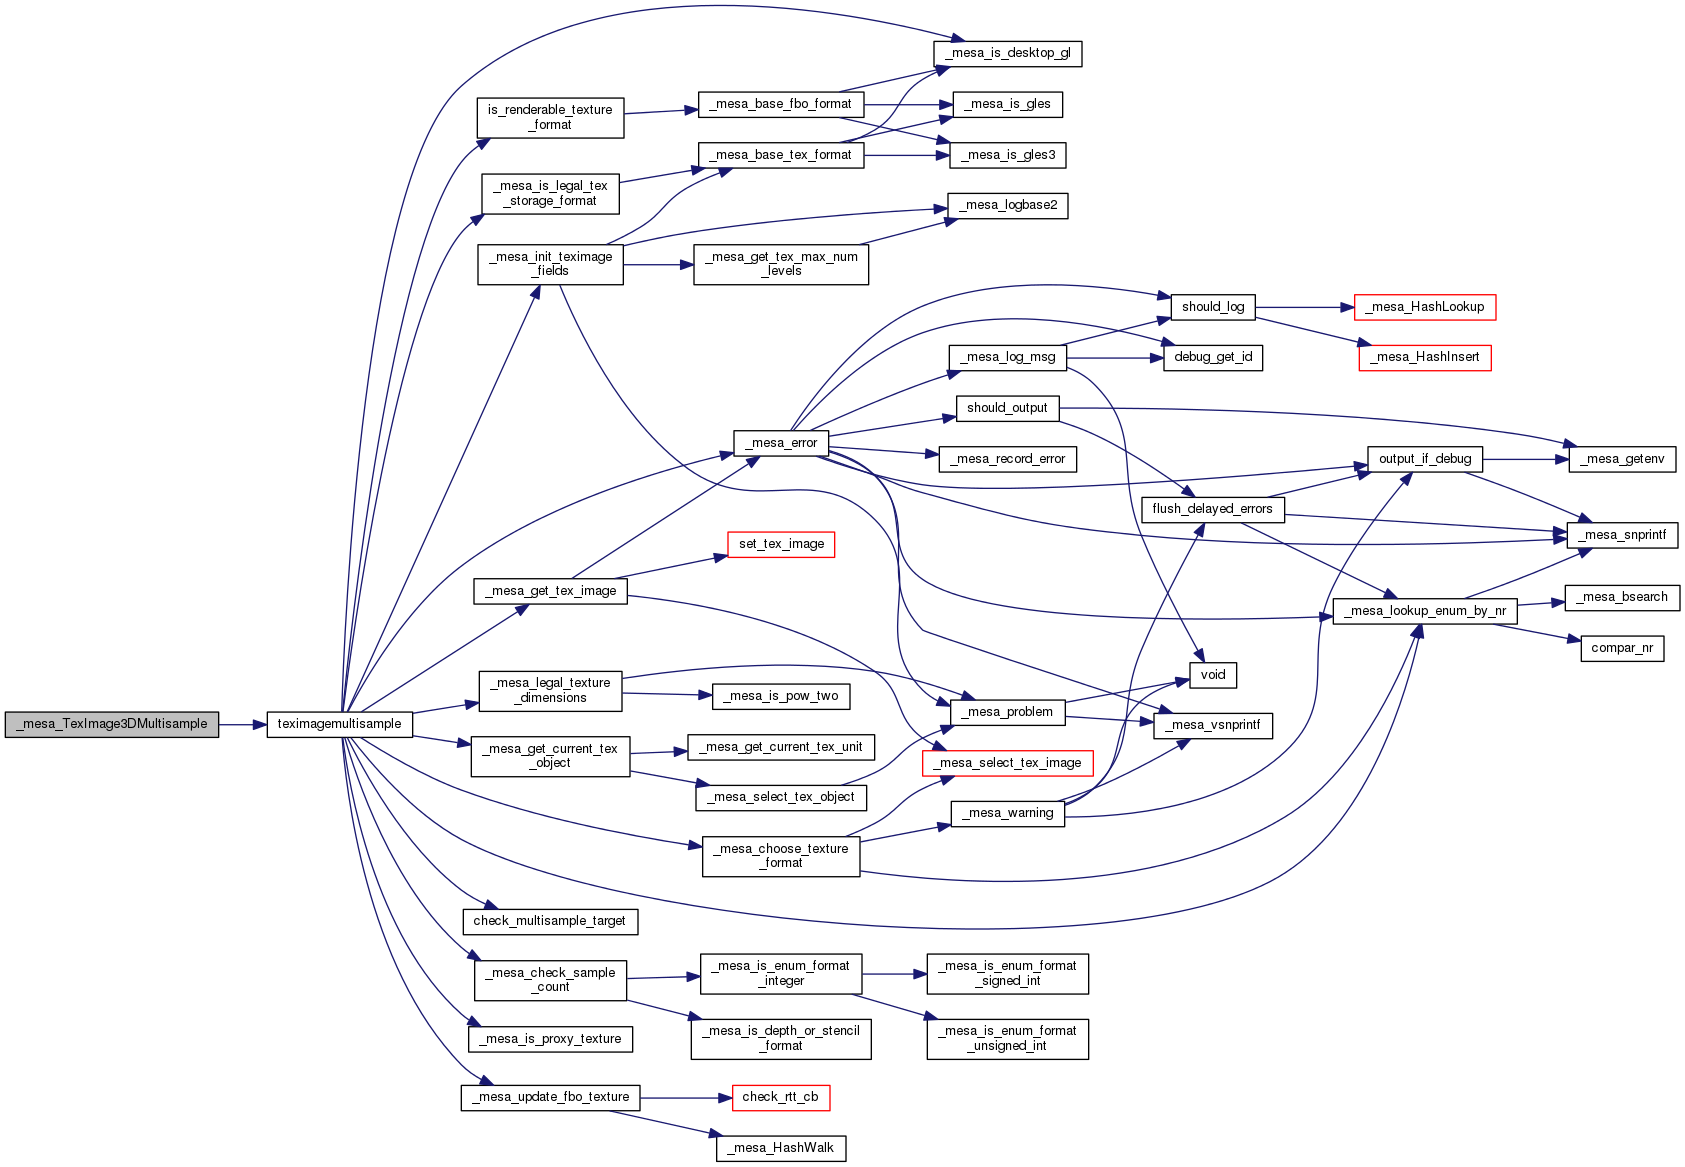 _mesa_TexImage3DMultisample
teximagemultisample
_mesa_is_desktop_gl
is_renderable_texture
_format
_mesa_base_fbo_format
_mesa_is_gles
_mesa_base_tex_format
_mesa_is_gles3
_mesa_is_legal_tex
_storage_format
_mesa_logbase2
_mesa_init_teximage
_fields
_mesa_get_tex_max_num
_levels
should_log
_mesa_HashLookup
_mesa_log_msg
debug_get_id
_mesa_HashInsert
should_output
_mesa_error
_mesa_record_error
output_if_debug
_mesa_getenv
flush_delayed_errors
_mesa_snprintf
set_tex_image
_mesa_get_tex_image
_mesa_lookup_enum_by_nr
_mesa_bsearch
compar_nr
void
_mesa_legal_texture
_dimensions
_mesa_is_pow_two
_mesa_problem
_mesa_vsnprintf
_mesa_get_current_tex
_object
_mesa_get_current_tex_unit
_mesa_select_tex_image
_mesa_select_tex_object
_mesa_warning
_mesa_choose_texture
_format
check_multisample_target
_mesa_check_sample
_count
_mesa_is_enum_format
_integer
_mesa_is_enum_format
_signed_int
_mesa_is_proxy_texture
_mesa_is_depth_or_stencil
_format
_mesa_is_enum_format
_unsigned_int
_mesa_update_fbo_texture
check_rtt_cb
_mesa_HashWalk